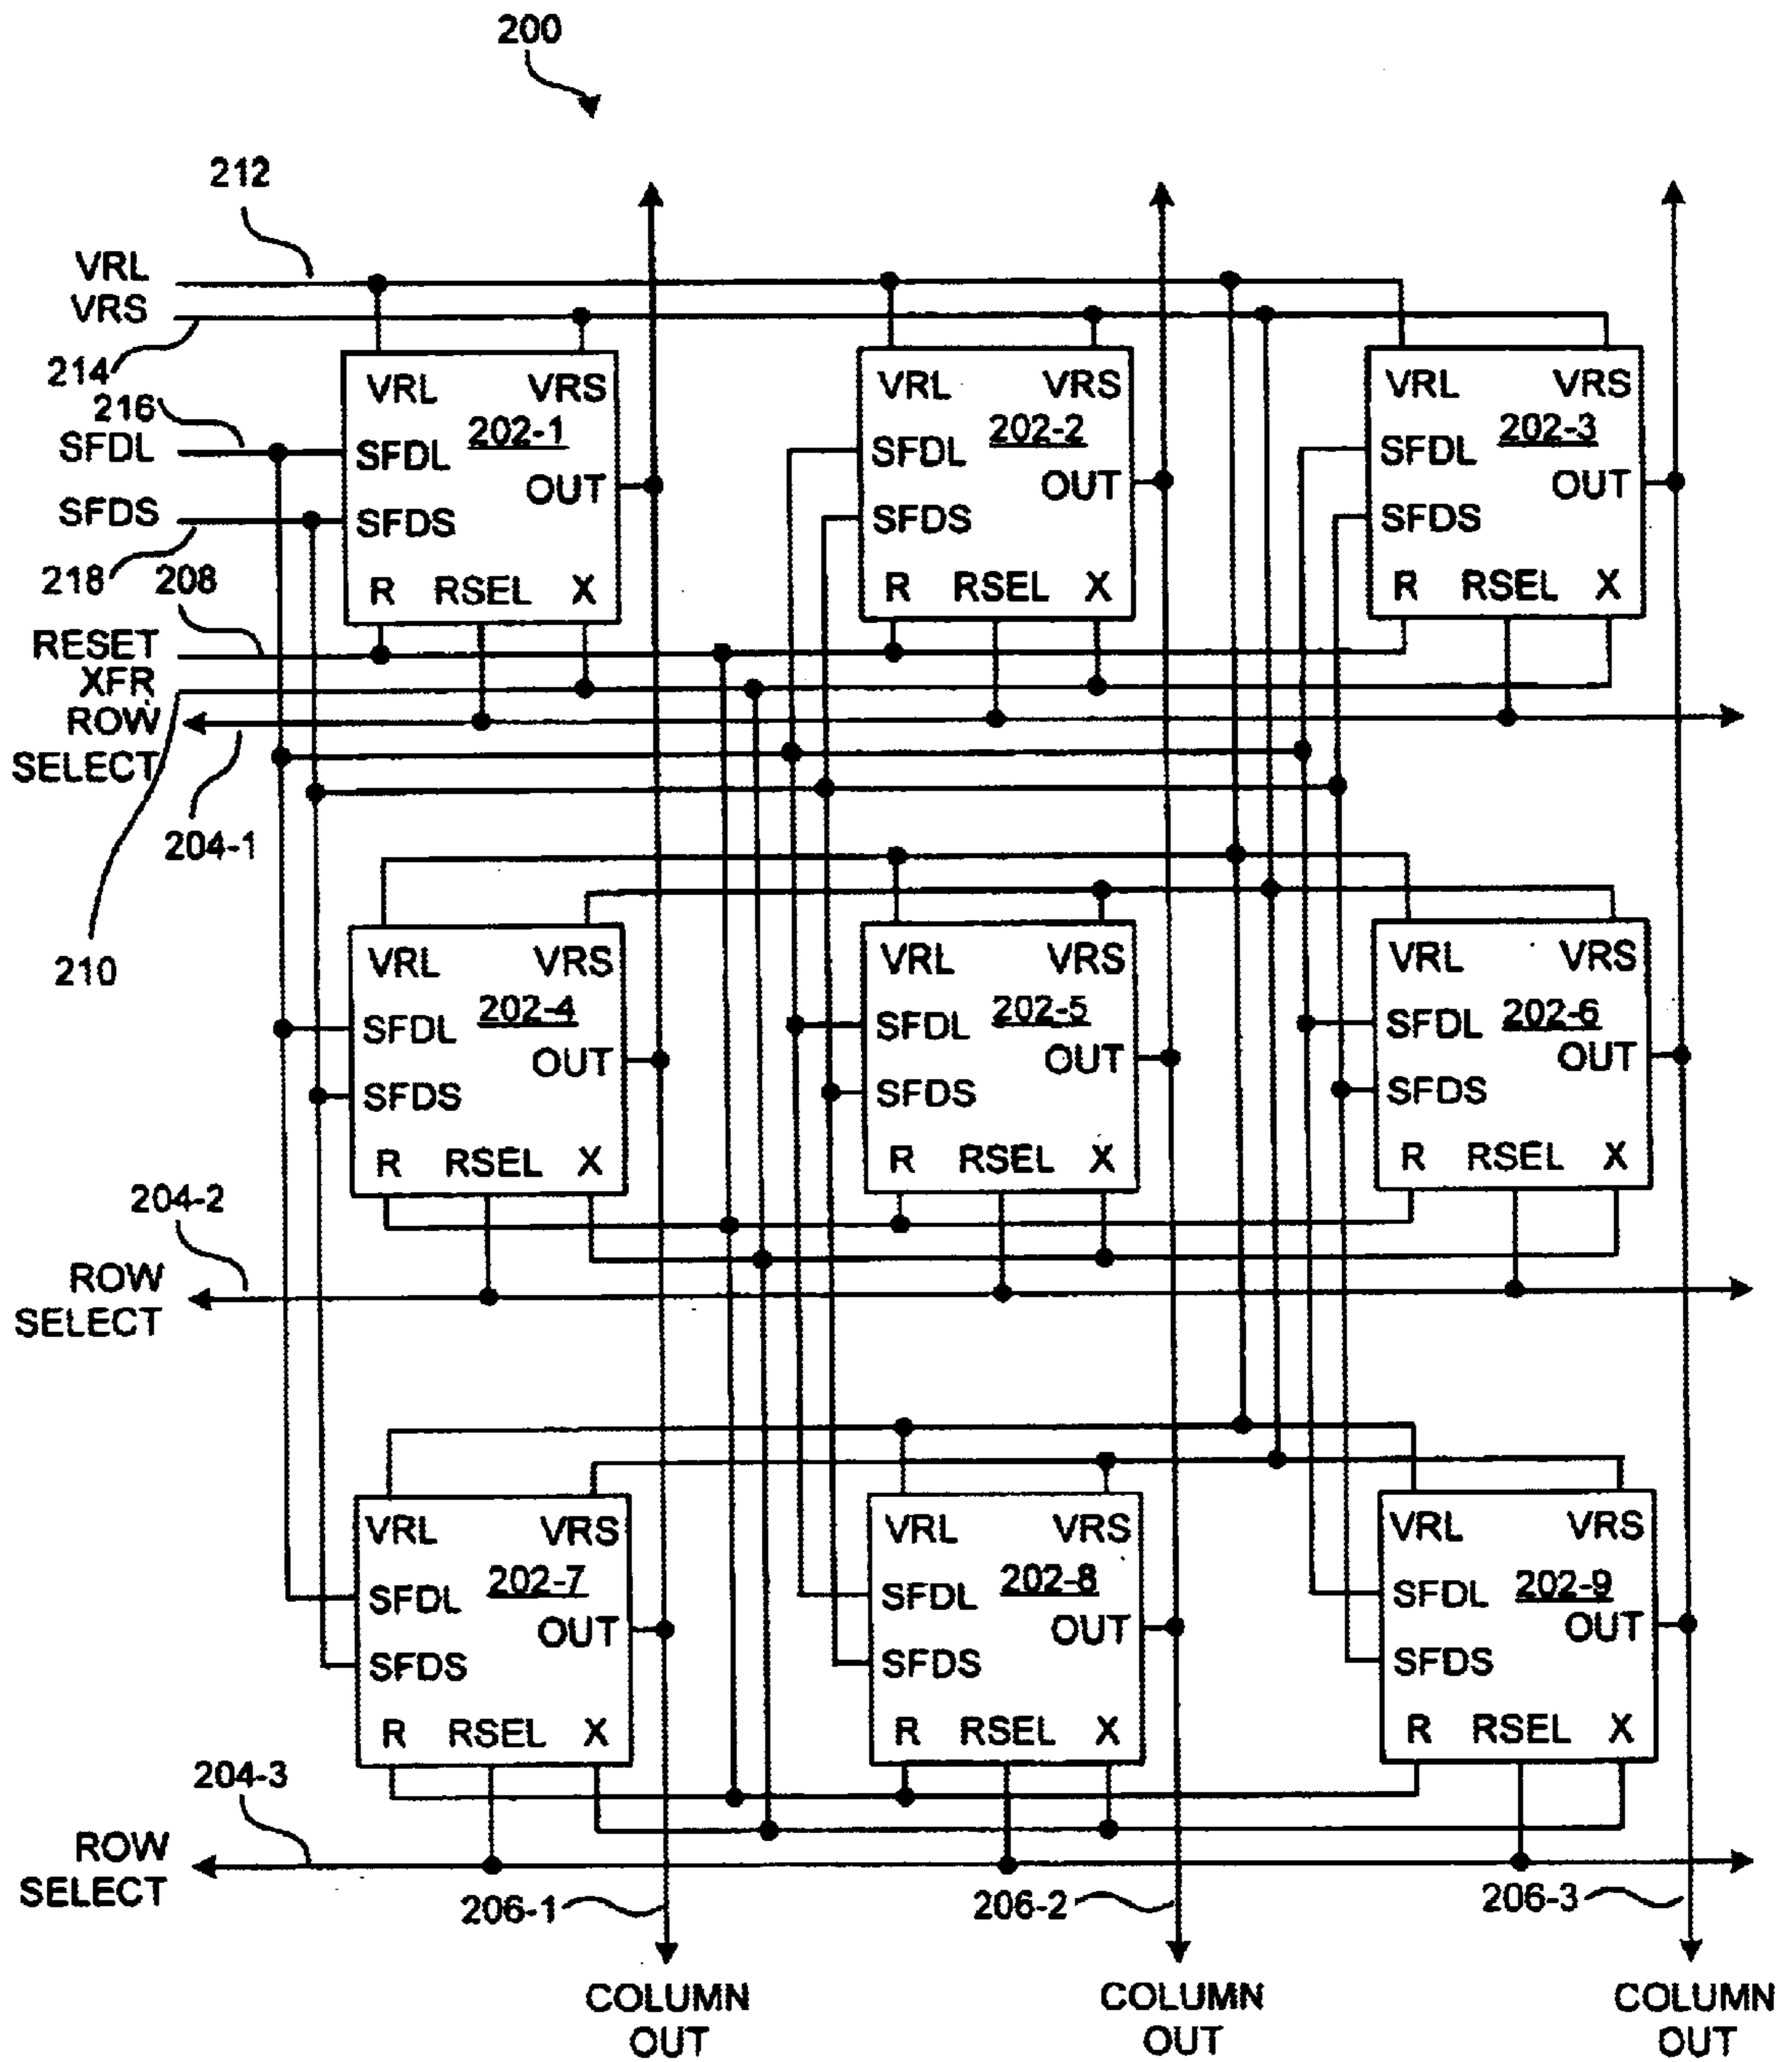 200
212
VRL
VRS
214
216
SFDL
SFDS
218
208
RESET
XFR
ROW
SELECT
204-1
210
VRL VRS
202-1
SFDL
OUT
SFDS
R RSEL X
VRL VRS
202-2
SFDL
OUT
SFDS
R RSEL X
VRL VRS
202-3
SFDL
OUT
SFDS
R RSEL X
VRL VRS
202-4
SFDL
OUT
SFDS
R RSEL X
VRL VRS
202-5
SFDL
OUT
SFDS
R RSEL X
VRL VRS
202-6
SFDL
OUT
SFDS
R RSEL X
204-2
ROW
SELECT
VRL VRS
202-7
SFDL
OUT
SFDS
R RSEL X
VRL VRS
202-8
SFDL
OUT
SFDS
R RSEL X
VRL VRS
202-9
SFDL
OUT
SFDS
R RSEL X
204-3
ROW
SELECT
206-1
206-2
206-3
COLUMN
OUT
COLUMN
OUT
COLUMN
OUT